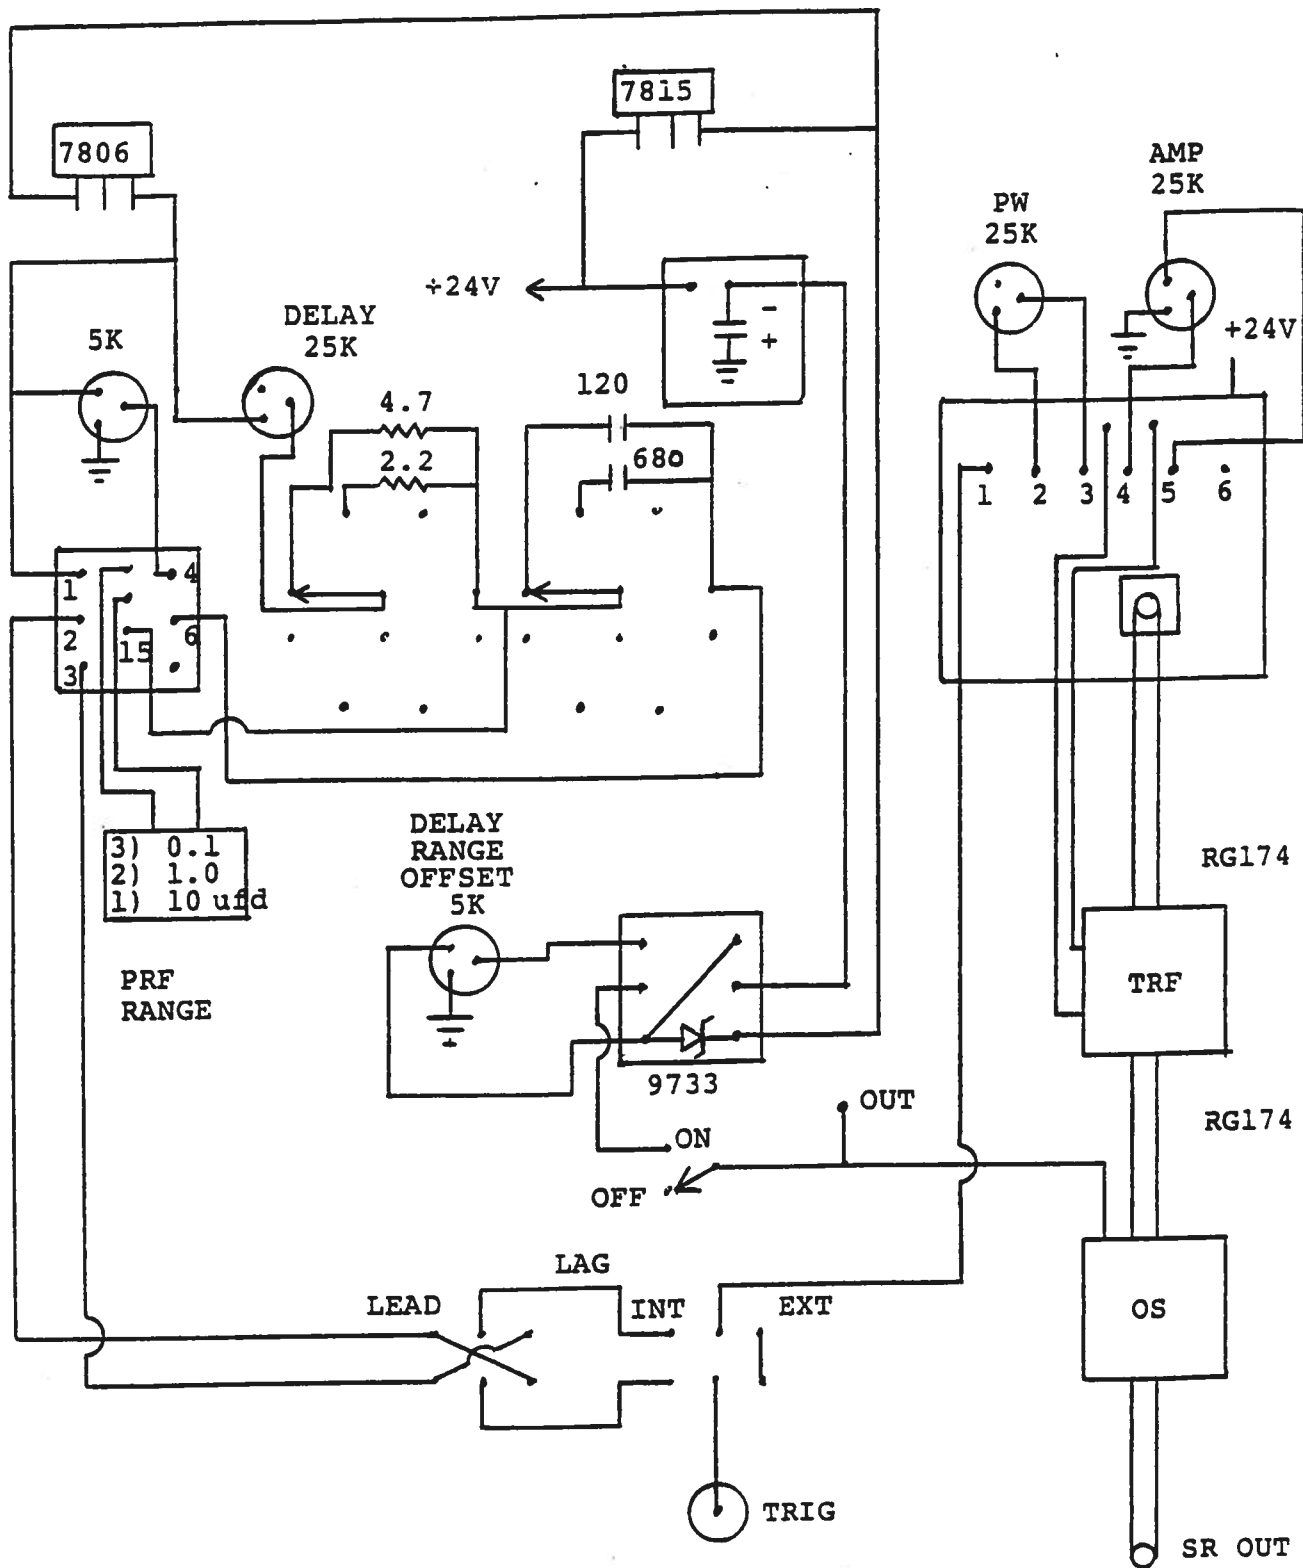 7815
7806
AMP
25K
PW
25K
÷24V
DELAY
25K
-
+
+24V
5K
120
4.7
2.2
680
1
2
3
4
5
6
1
4
2
15
6
3
3) 0.1
2) 1.0
1) 10 ufd
PRF
RANGE
DELAY
RANGE
OFFSET
5K
RG174
TRF
9733
OUT
RG174
ON
OFF
LAG
LEAD
INT
EXT
OS
TRIG
SR OUT